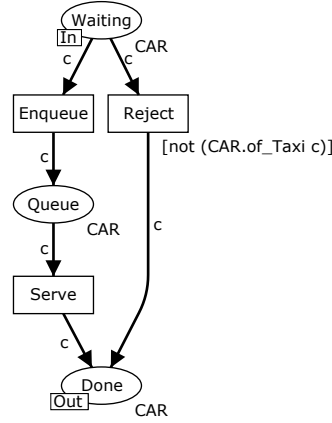 Waiting
In
CAR
c
c
Enqueue
Reject
[not (CAR.of_Taxi c)]
c
Queue
CAR
c
c
Serve
c
Done
Out
CAR